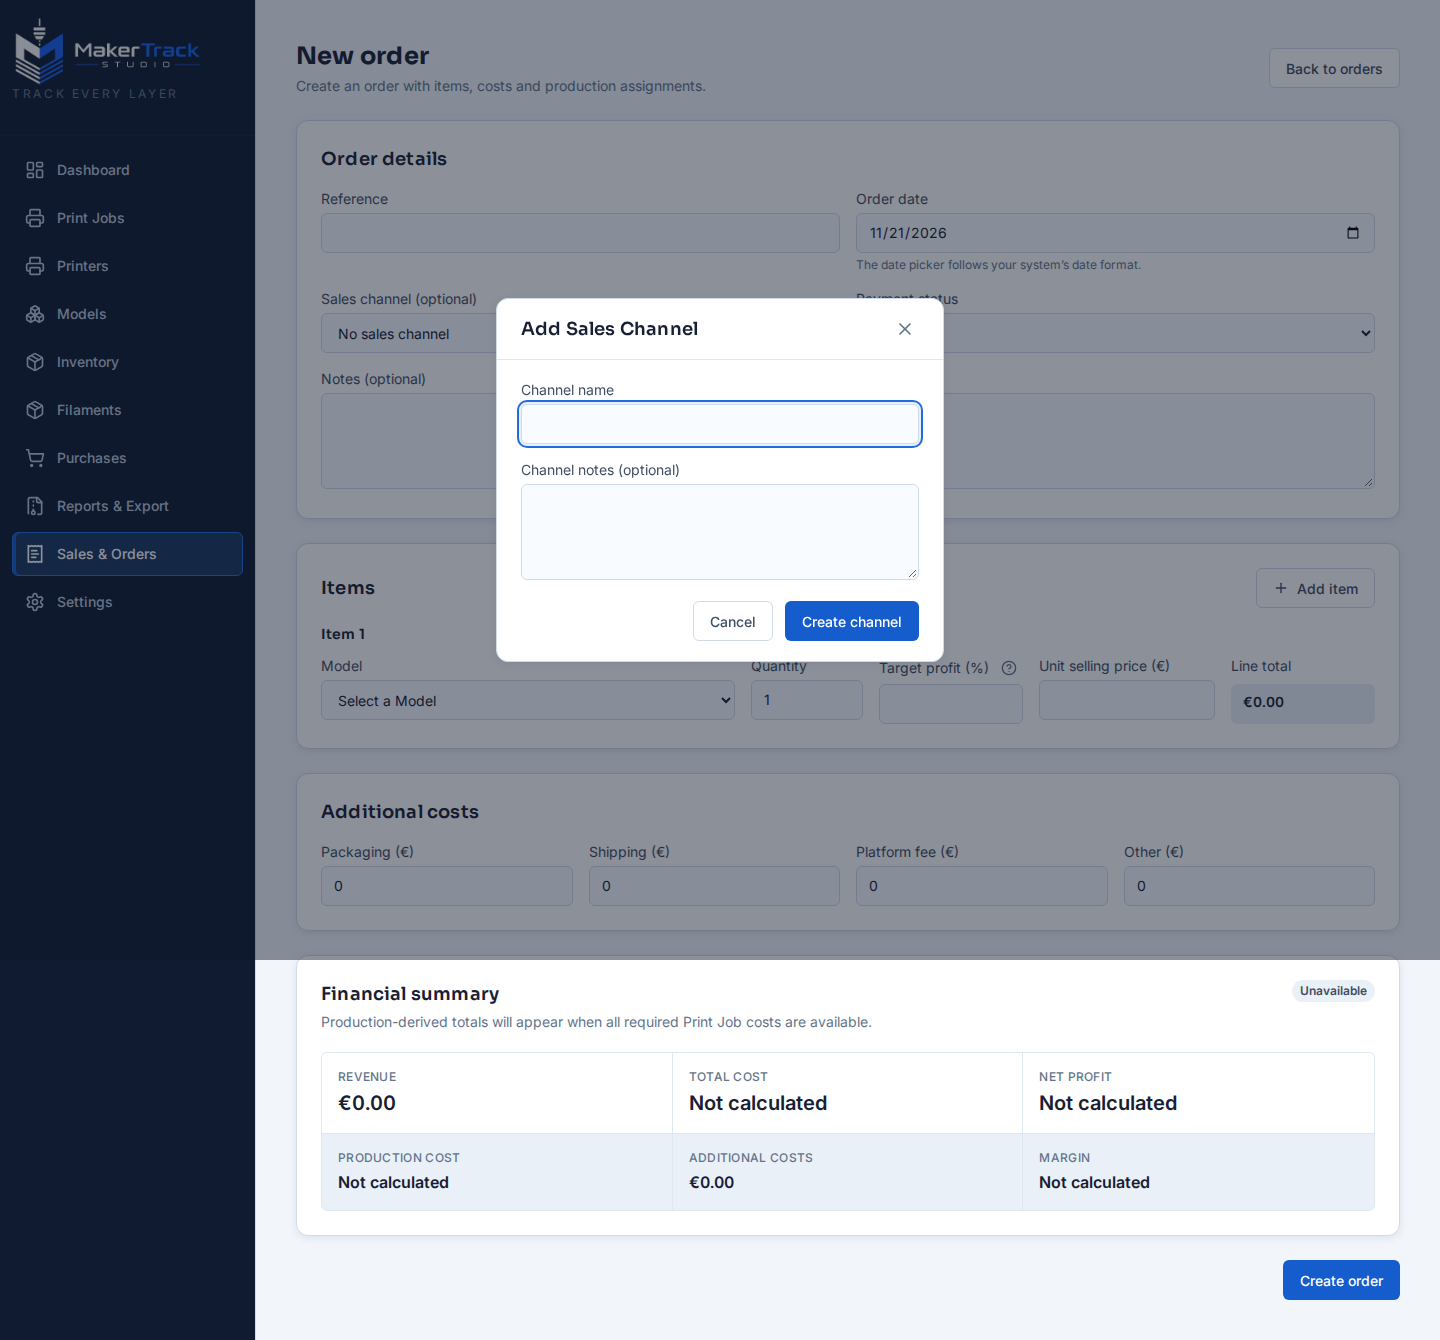 MakerTrack
STUDIO
TRACK EVERY LAYER
Dashboard
Print Jobs
Printers
Models
Inventory
Filaments
Purchases
Reports & Export
Sales & Orders
Settings
New order
Create an order with items, costs and production assignments.
Back to orders
Order details
Reference
Order date
11/21/2026
The date picker follows your system's date format.
Sales channel (optional)
Payment status
No sales channel
Notes (optional)
Add Sales Channel
Channel name
Channel notes (optional)
Cancel
Create channel
Items
Add item
Item 1
Model
Quantity
Target profit (%)
Unit selling price (€)
Line total
Select a Model
1
€0.00
Additional costs
Packaging (€)
Shipping (€)
Platform fee (€)
Other (€)
0
0
0
0
Financial summary
Unavailable
Production-derived totals will appear when all required Print Job costs are available.
REVENUE
€0.00
TOTAL COST
Not calculated
NET PROFIT
Not calculated
PRODUCTION COST
Not calculated
ADDITIONAL COSTS
€0.00
MARGIN
Not calculated
Create order